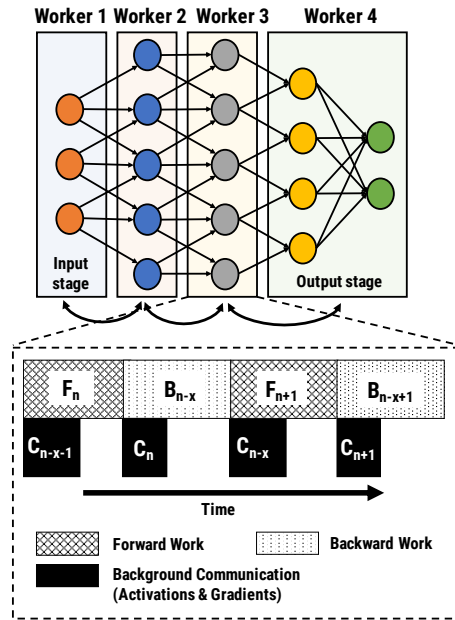 Worker 1 Worker 2 Worker 3 Worker 4
Input
stage
Output stage
Fn Bn-x Fn+1 Bn-x+1
Cn-x-1 Cn Cn-x Cn+1
Time
Forward Work Backward Work
Background Communication
(Activations & Gradients)